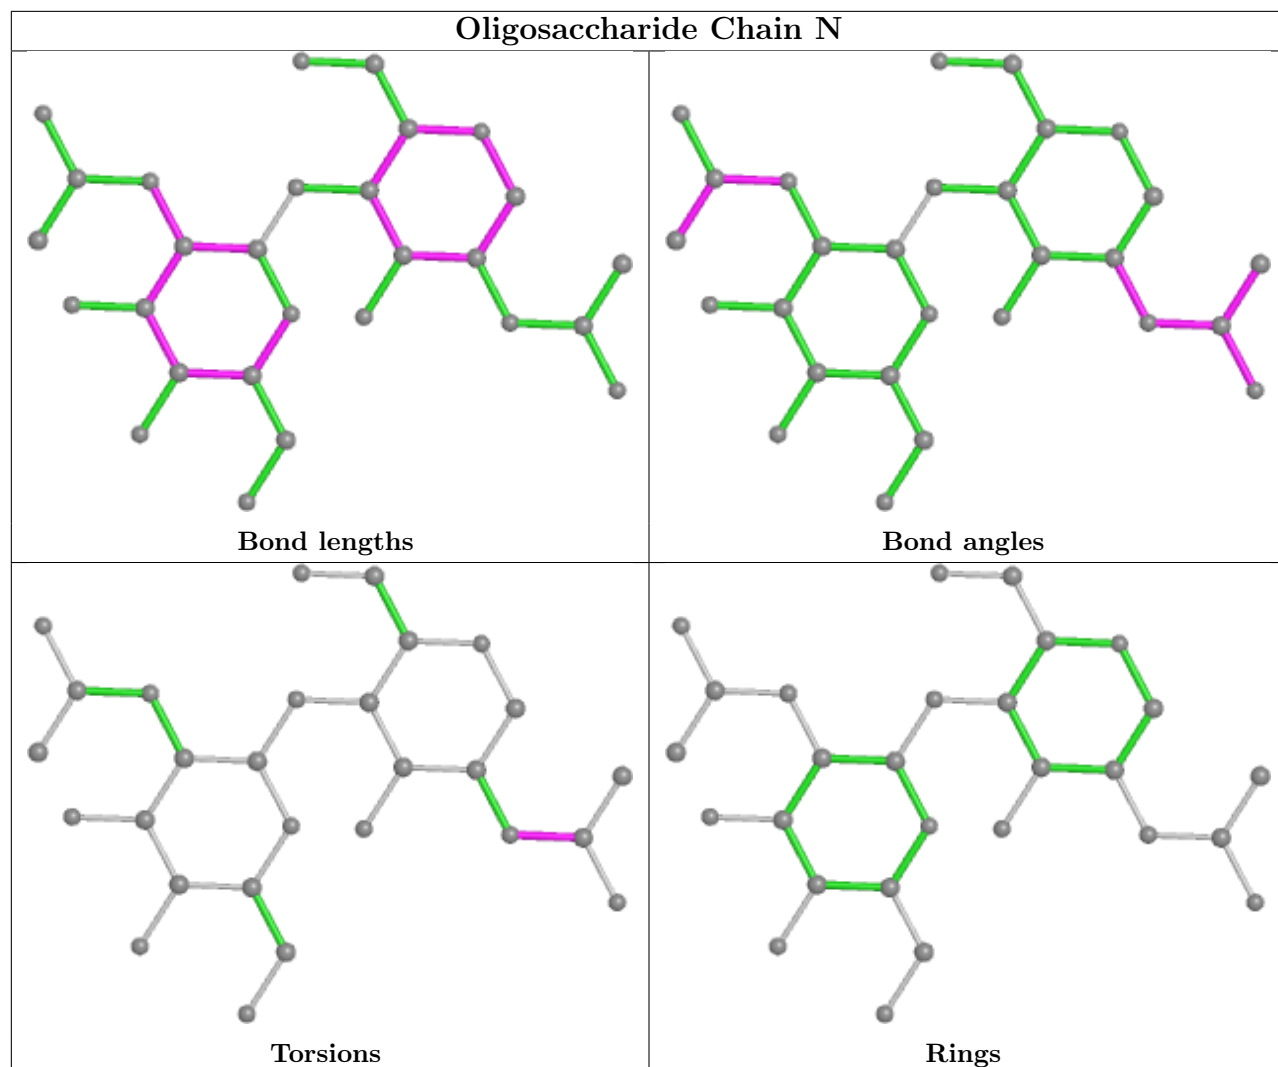 Oligosaccharide Chain N
Bond lengths
Bond angles
Torsions
Rings